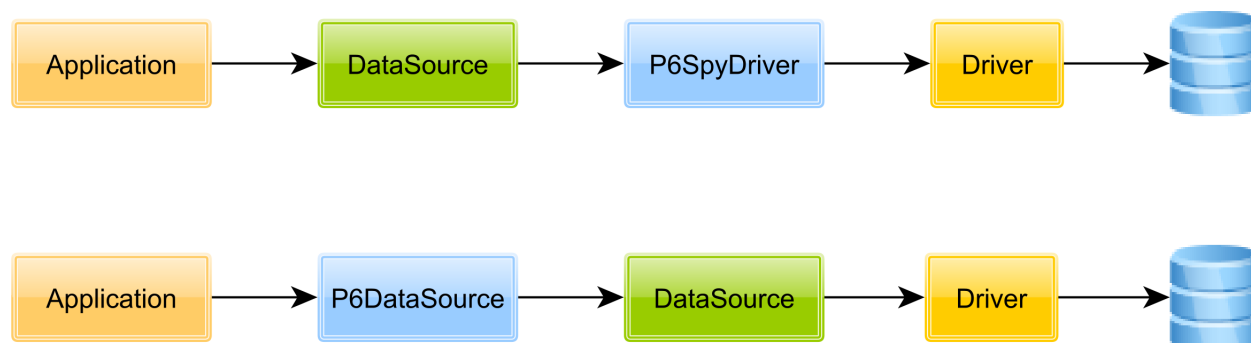 Application
DataSource
P6SpyDriver
Driver
Application
P6DataSource
DataSource
Driver